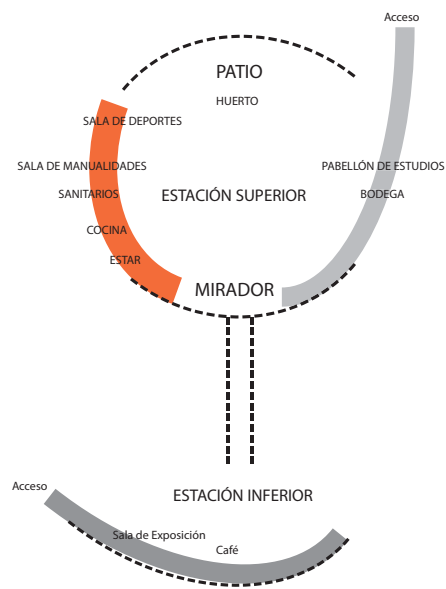 Acceso
PATIO
HUERTO
SALA DE DEPORTES
SALA DE MANUALIDADES
PABELLÓN DE ESTUDIOS
SANITARIOS
ESTACIÓN SUPERIOR
BODEGA
COCINA
ESTAR
MIRADOR
Acceso
ESTACIÓN INFERIOR
Sala de Exposición
Café